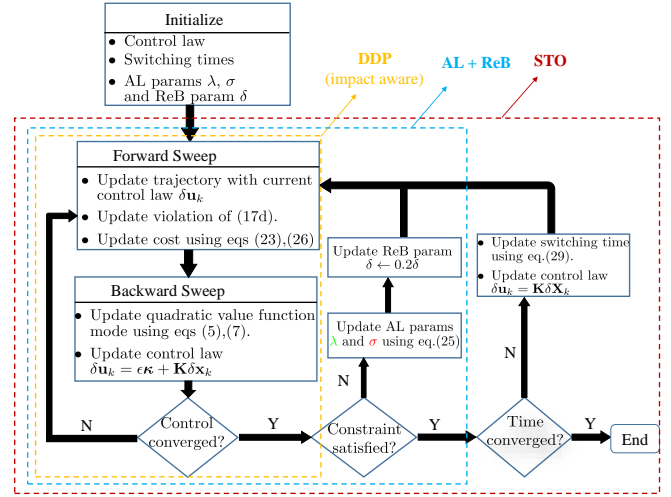 Initialize
• Control law
• Switching times
• AL params λ, σ
and ReB param δ
DDP
(impact aware)
AL + ReB
STO
Forward Sweep
• Update trajectory with current
control law δu_k
• Update violation of (17d).
• Update cost using eqs (23),(26)
Backward Sweep
• Update quadratic value function
mode using eqs (5),(7).
• Update control law
δu_k = ϵκ + Kδx_k
Update ReB param
δ ← 0.2δ
Update AL params
λ and σ using eq.(25)
• Update switching time
using eq.(29).
• Update control law
δu_k = KδX_k
N
Control
converged?
Y
N
Constraint
satisfied?
Y
N
Time
converged?
Y
End